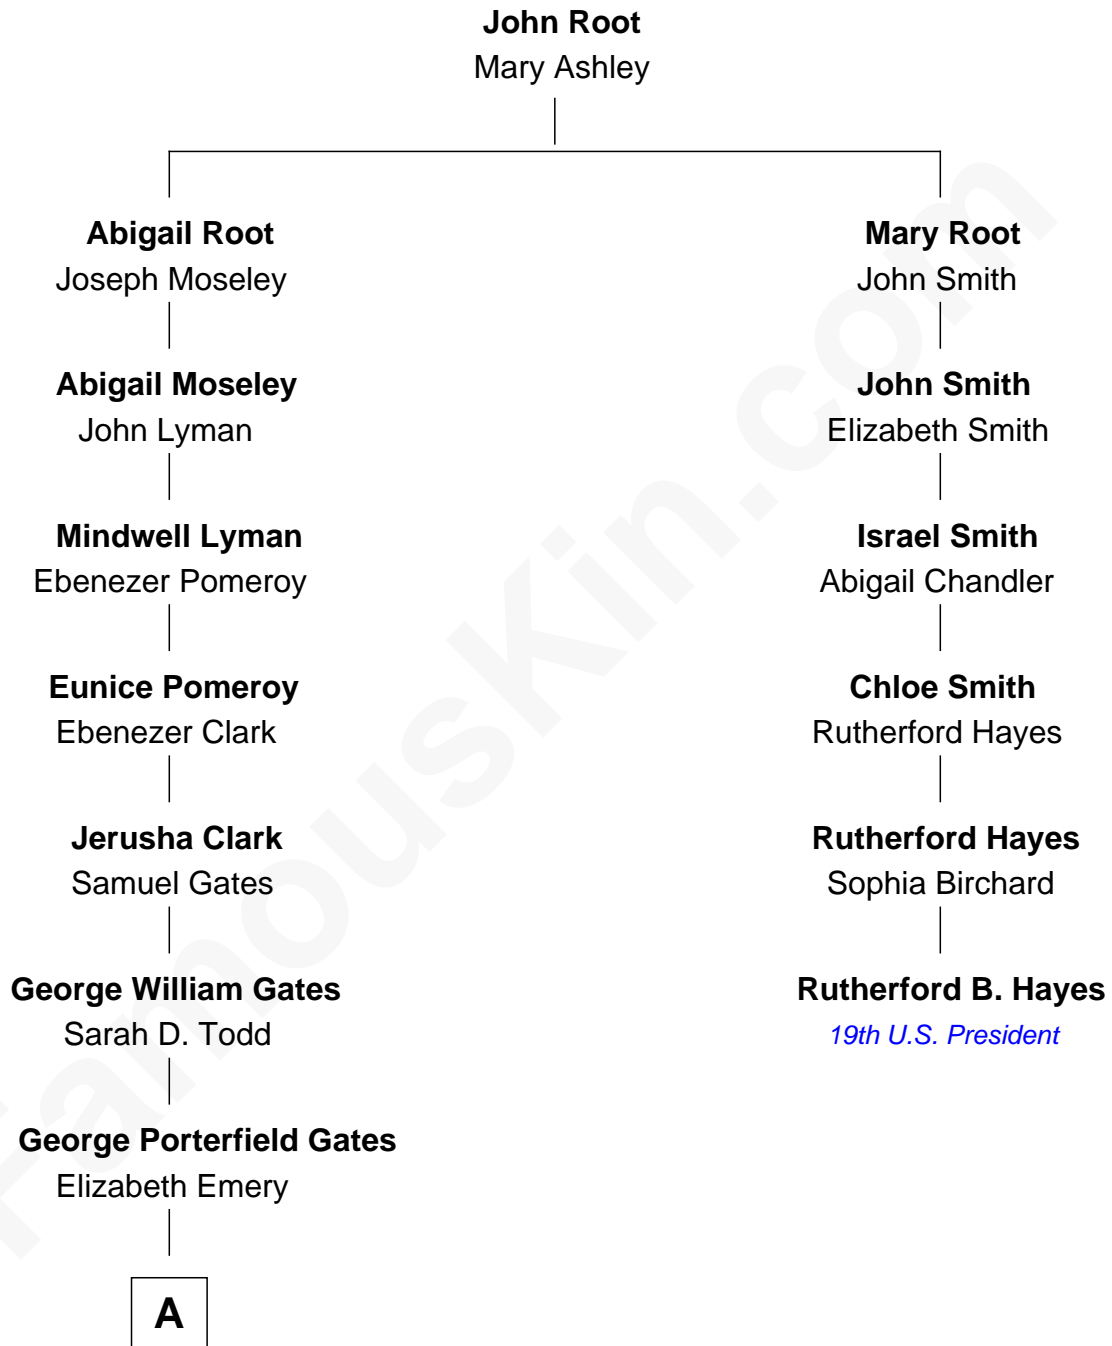 John Root
Mary Ashley
Abigail Root
Joseph Moseley
Mary Root
John Smith
Abigail Moseley
John Lyman
John Smith
Elizabeth Smith
Mindwell Lyman
Ebenezer Pomeroy
Israel Smith
Abigail Chandler
Eunice Pomeroy
Ebenezer Clark
Chloe Smith
Rutherford Hayes
Jerusha Clark
Samuel Gates
Rutherford Hayes
Sophia Birchard
George William Gates
Sarah D. Todd
Rutherford B. Hayes
19th U.S. President
George Porterfield Gates
Elizabeth Emery
A
FamousKin.com